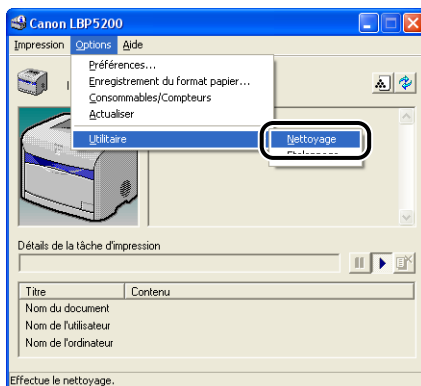 Canon LBP5200
Impression Options Aide
Préférences...
Enregistrement du format papier...
Consommables/Compteurs
Actualiser
Utilitaire
Nettoyage
Détails de la tâche d'impression
Titre Contenu
Nom du document
Nom de l'utilisateur
Nom de l'ordinateur
Effectue le nettoyage.